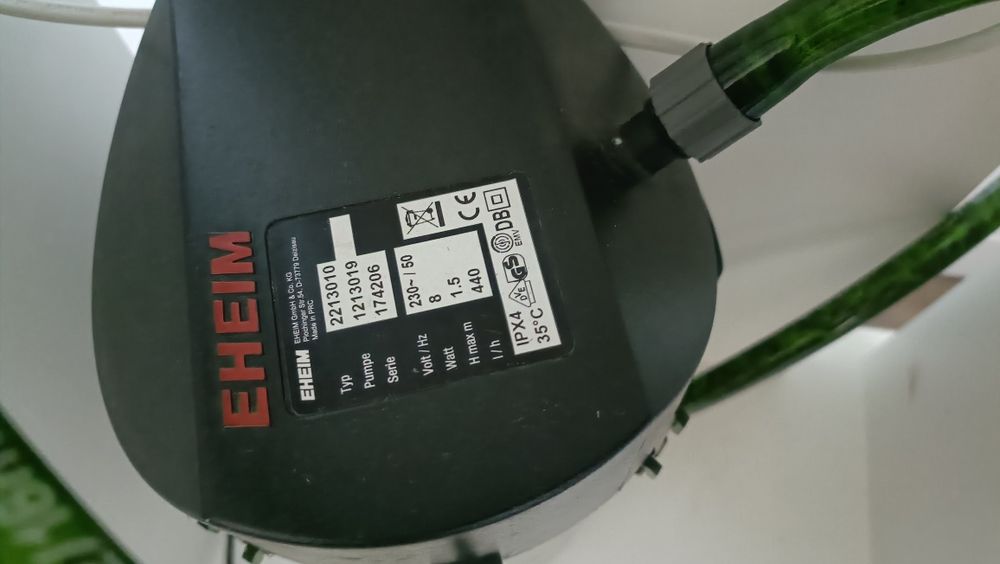 EHEIM
EHEIM EHEIM GmbH & Co. KG
Plochinger Str.54, D-73779 Deizisau
Made in PRC
Typ 2213010
Pumpe 1213019
Serie 174206
Volt / Hz 230~ / 50
Watt 8
H max m 1.5
l / h 440
CE
IPX4 GS DB
35°C EMV